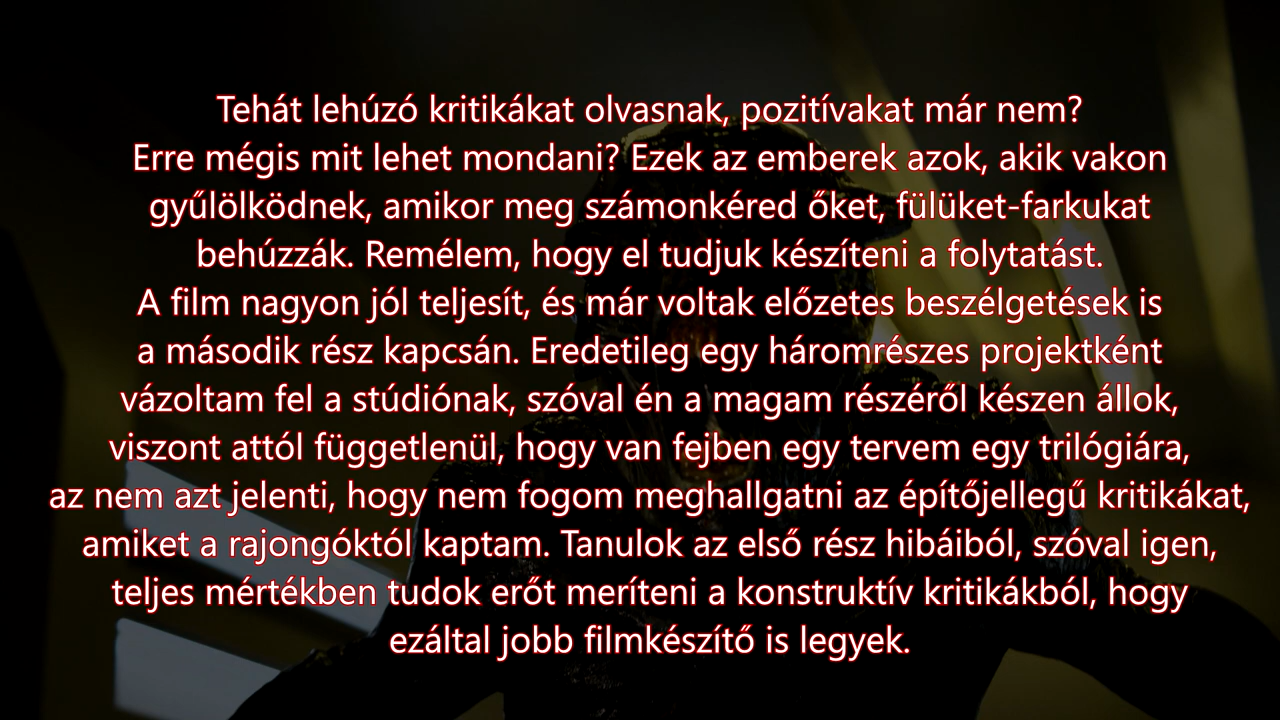 Tehát lehúzó kritikákat olvasnak, pozitívakat már nem?
Erre mégis mit lehet mondani? Ezek az emberek azok, akik vakon
gyűlölködnek, amikor meg számonkéred őket, fülüket-farkukat
behúzzák. Remélem, hogy el tudjuk készíteni a folytatást.
A film nagyon jól teljesít, és már voltak előzetes beszélgetések is
a második rész kapcsán. Eredetileg egy háromrészes projektként
vázoltam fel a stúdiónak, szóval én a magam részéről készen állok,
viszont attól függetlenül, hogy van fejben egy tervem egy trilógiára,
az nem azt jelenti, hogy nem fogom meghallgatni az építőjellegű kritikákat,
amiket a rajongóktól kaptam. Tanulok az első rész hibáiból, szóval igen,
teljes mértékben tudok erőt meríteni a konstruktív kritikákból, hogy
ezáltal jobb filmkészítő is legyek.